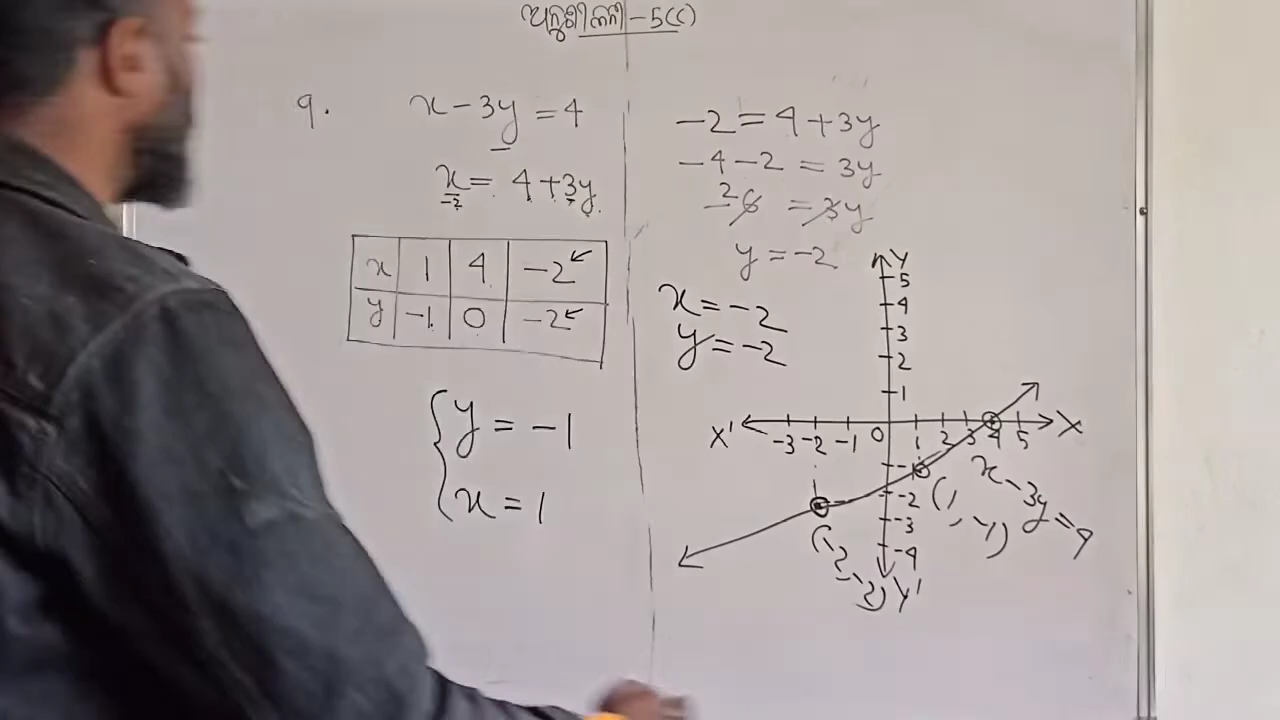 ଅନୁଶୀଳନୀ-5(C)
9. x-3y=4
x= 4+3y
-2
x 1 4 -2
y -1 0 -2
y = -1
x = 1
-2=4+3y
-4-2 = 3y
2
-6 =3y
y =-2
x=-2
y=-2
Y
5
4
3
2
1
X' -3 -2 -1 0 1 2 3 4 5 X
-1
-2
-3
-4
Y'
(1, -1)
(-2, -2)
x-3y=4